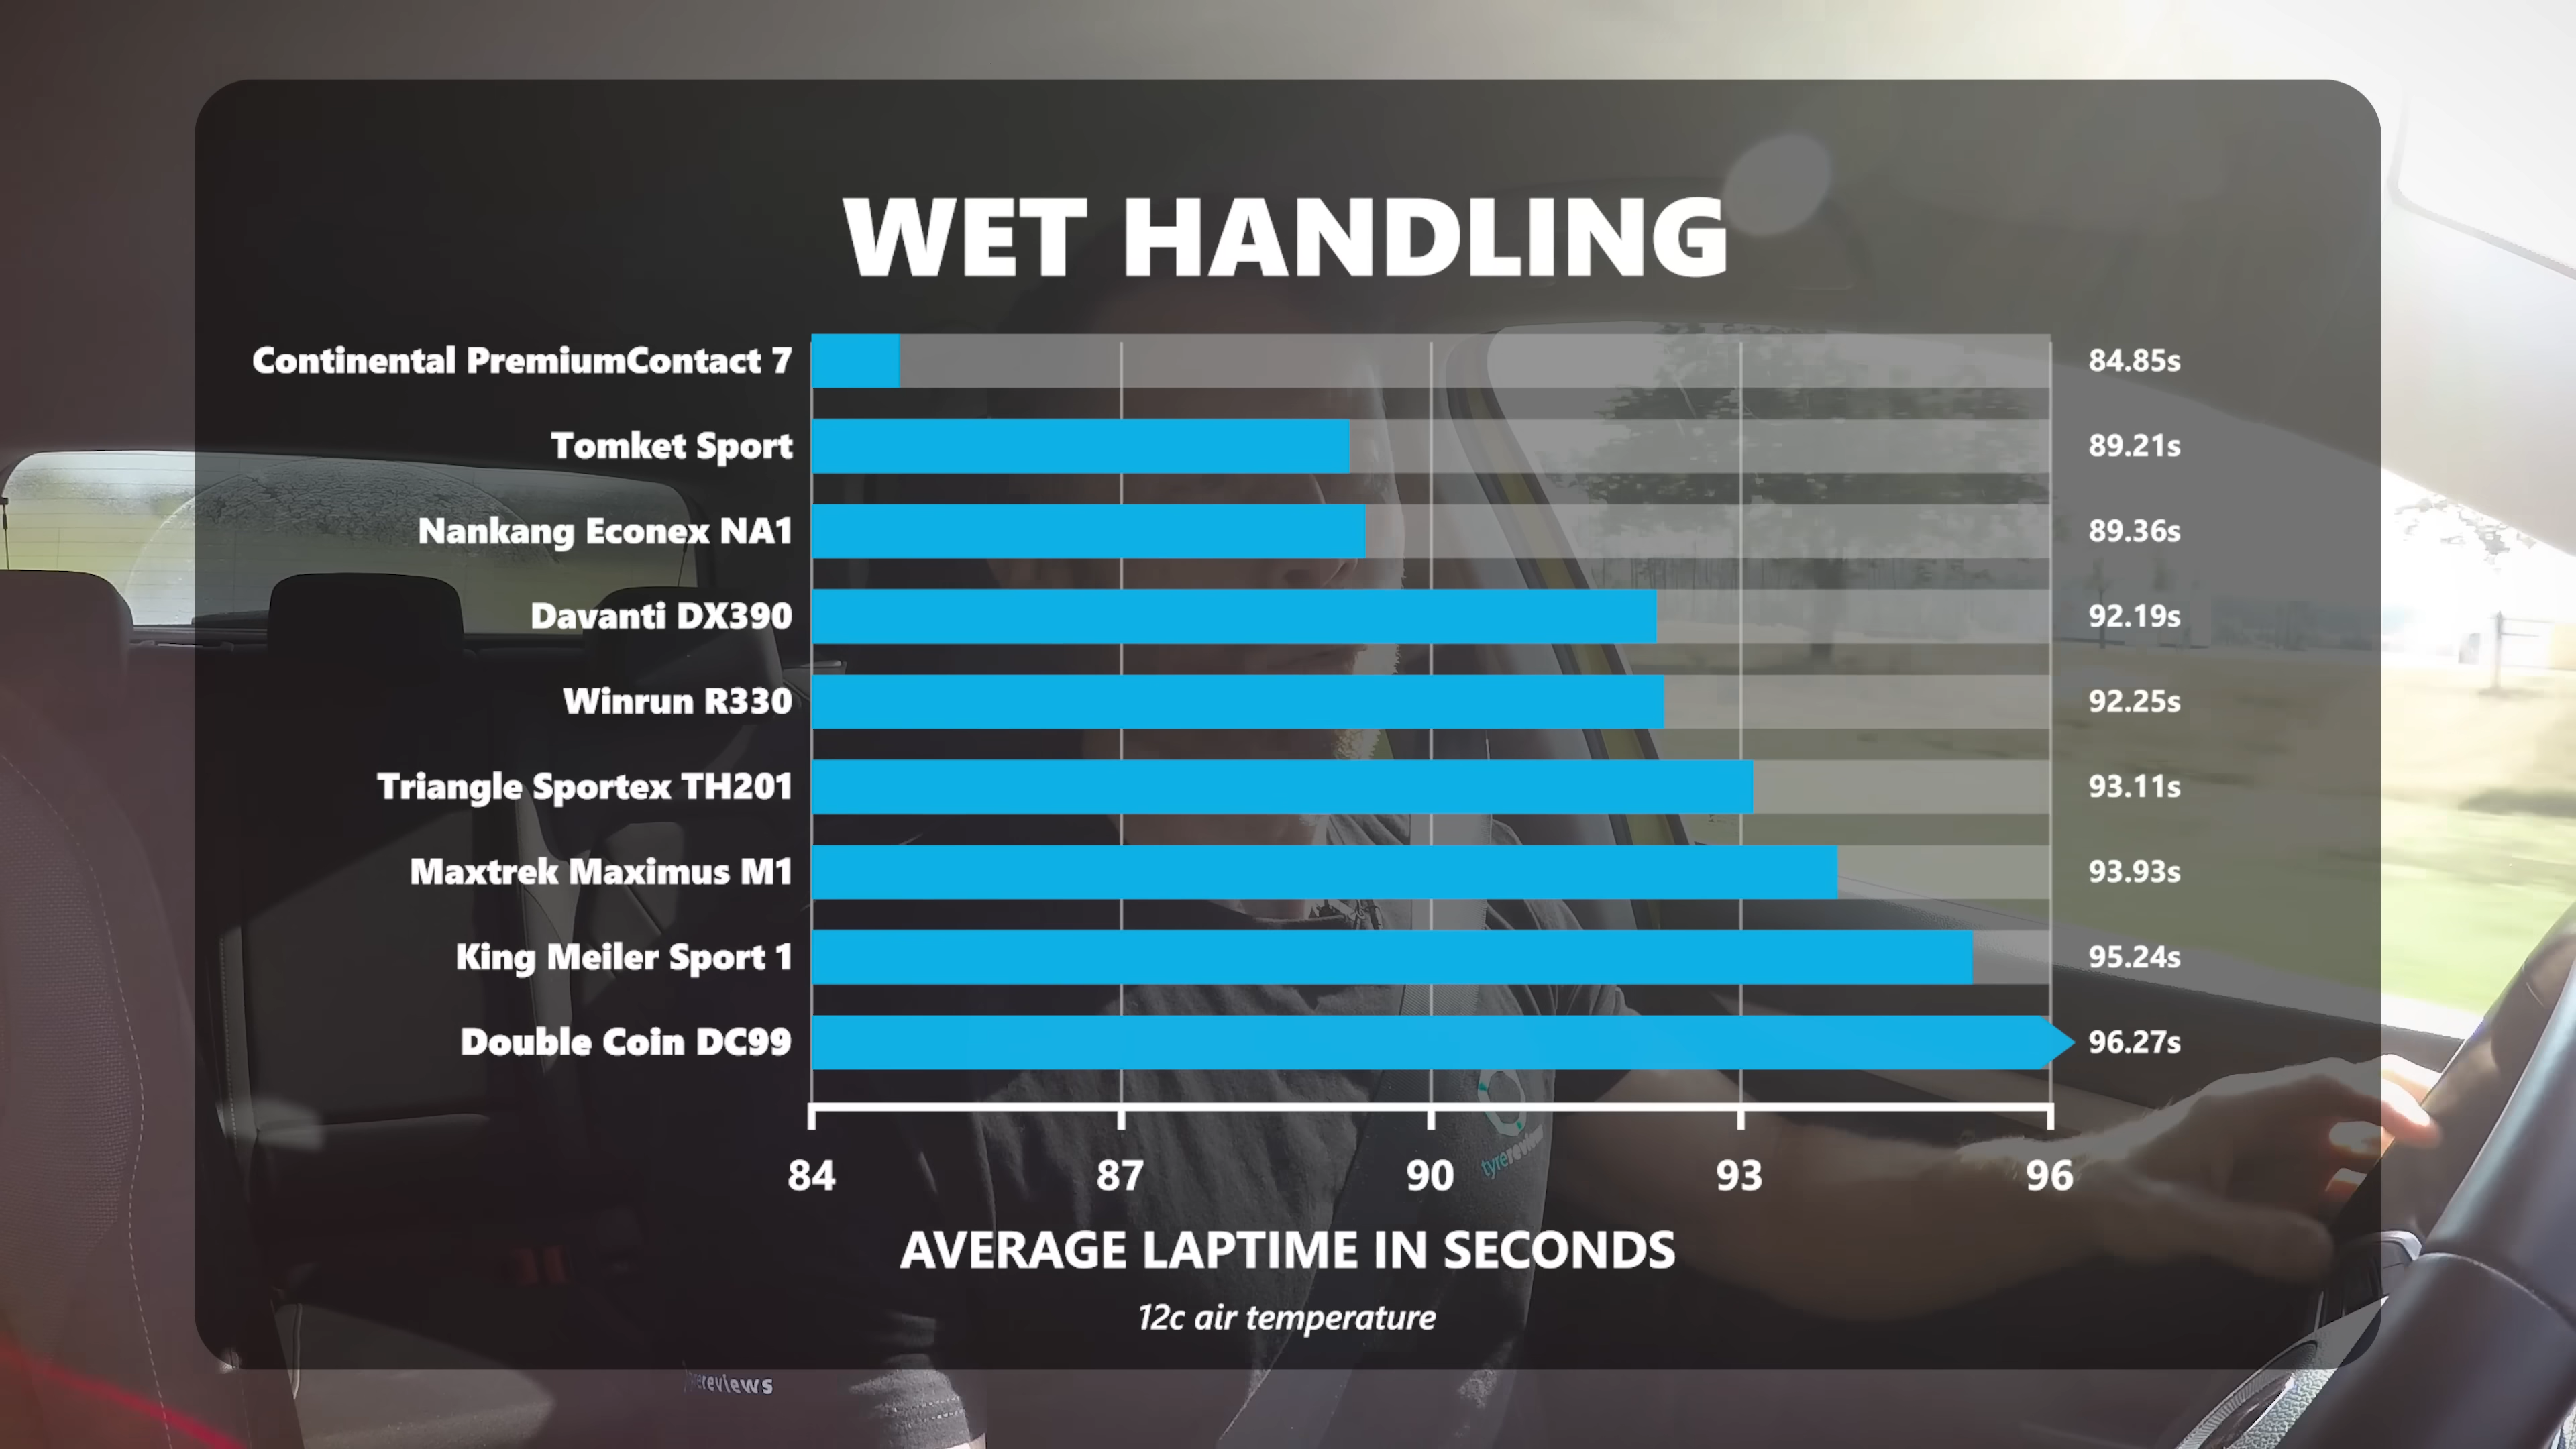 WET HANDLING
Continental PremiumContact 7 84.85s
Tomket Sport 89.21s
Nankang Econex NA1 89.36s
Davanti DX390 92.19s
Winrun R330 92.25s
Triangle Sportex TH201 93.11s
Maxtrek Maximus M1 93.93s
King Meiler Sport 1 95.24s
Double Coin DC99 96.27s
84 87 90 93 96
AVERAGE LAPTIME IN SECONDS
12c air temperature
tyrereviews